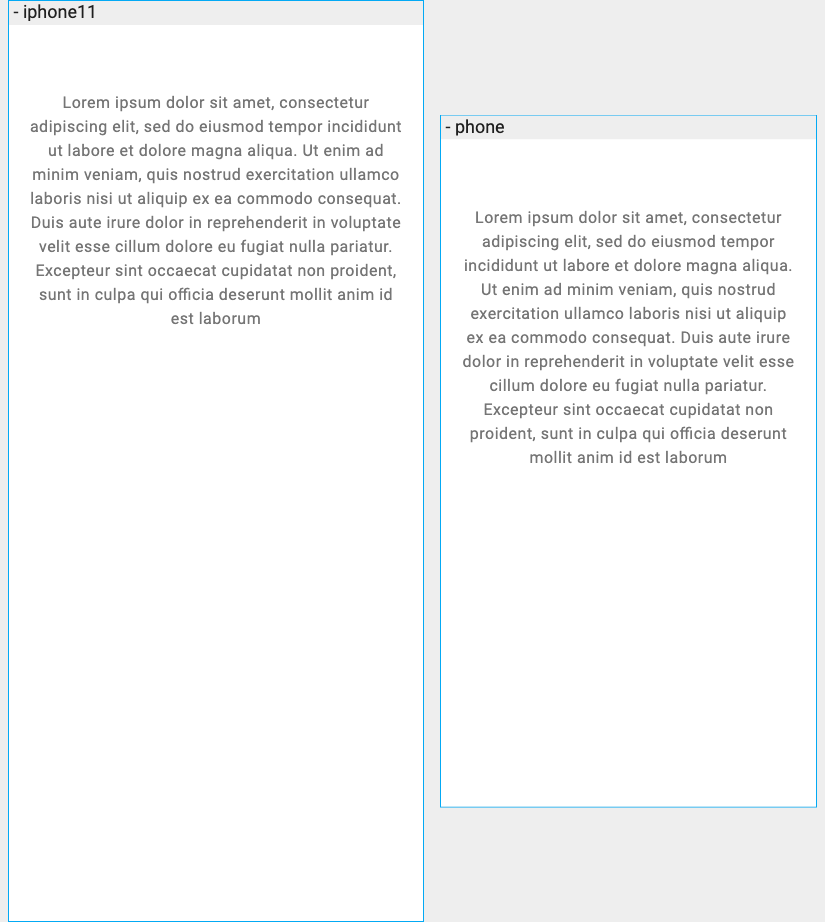 - iphone11
Lorem ipsum dolor sit amet, consectetur
adipiscing elit, sed do eiusmod tempor incididunt
ut labore et dolore magna aliqua. Ut enim ad
minim veniam, quis nostrud exercitation ullamco
laboris nisi ut aliquip ex ea commodo consequat.
Duis aute irure dolor in reprehenderit in voluptate
velit esse cillum dolore eu fugiat nulla pariatur.
Excepteur sint occaecat cupidatat non proident,
sunt in culpa qui officia deserunt mollit anim id
est laborum
- phone
Lorem ipsum dolor sit amet, consectetur
adipiscing elit, sed do eiusmod tempor
incididunt ut labore et dolore magna aliqua.
Ut enim ad minim veniam, quis nostrud
exercitation ullamco laboris nisi ut aliquip
ex ea commodo consequat. Duis aute irure
dolor in reprehenderit in voluptate velit esse
cillum dolore eu fugiat nulla pariatur.
Excepteur sint occaecat cupidatat non
proident, sunt in culpa qui officia deserunt
mollit anim id est laborum